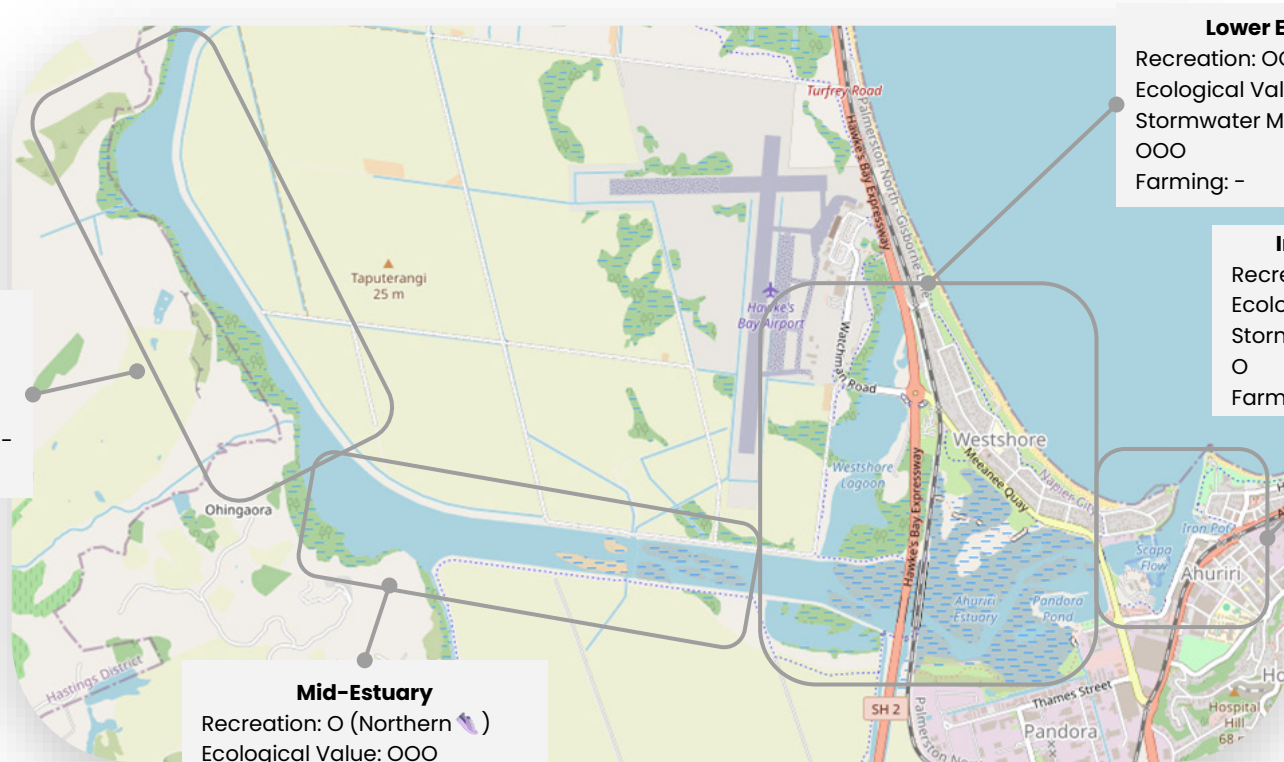 Lower E
Recreation: OO
Ecological Val
Stormwater M
OOO
Farming: -
Recre
Ecolo
Storm
O
Farm
-
Turfrey Road
Hawke's Bay Expressway
Palmerston North - Gisborne Line
Taputerangi
25 m
Hawke's
Bay Airport
Watchman Road
Westshore
Westshore
Lagoon
Meeanee Quay
Hawke's Bay Expressway
Iron Pot
Scapa
Flow
Ahuriri
Ohingaora
Ahuriri
Estuary
Pandora
Pond
Hastings District
Thames Street
SH 2
Pandora
Hospital
Hill
68
Mid-Estuary
Recreation: O (Northern 👟)
Ecological Value: OOO